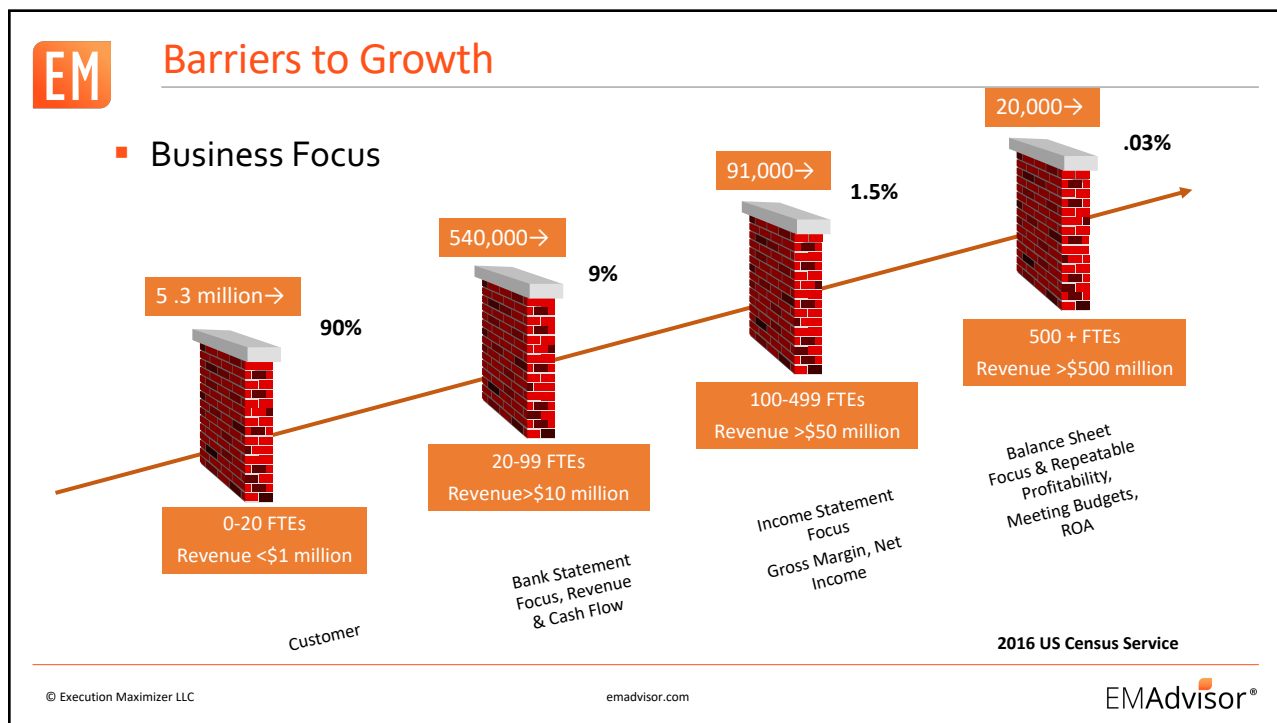 EM
Barriers to Growth
▪ Business Focus
5 .3 million→
90%
540,000→
9%
91,000→
1.5%
20,000→
.03%
0-20 FTEs
Revenue <$1 million
20-99 FTEs
Revenue>$10 million
100-499 FTEs
Revenue >$50 million
500 + FTEs
Revenue >$500 million
Customer
Bank Statement
Focus, Revenue
& Cash Flow
Income Statement
Focus
Gross Margin, Net
Income
Balance Sheet
Focus & Repeatable
Profitability,
Meeting Budgets,
ROA
2016 US Census Service
© Execution Maximizer LLC
emadvisor.com
EMAdvisor®